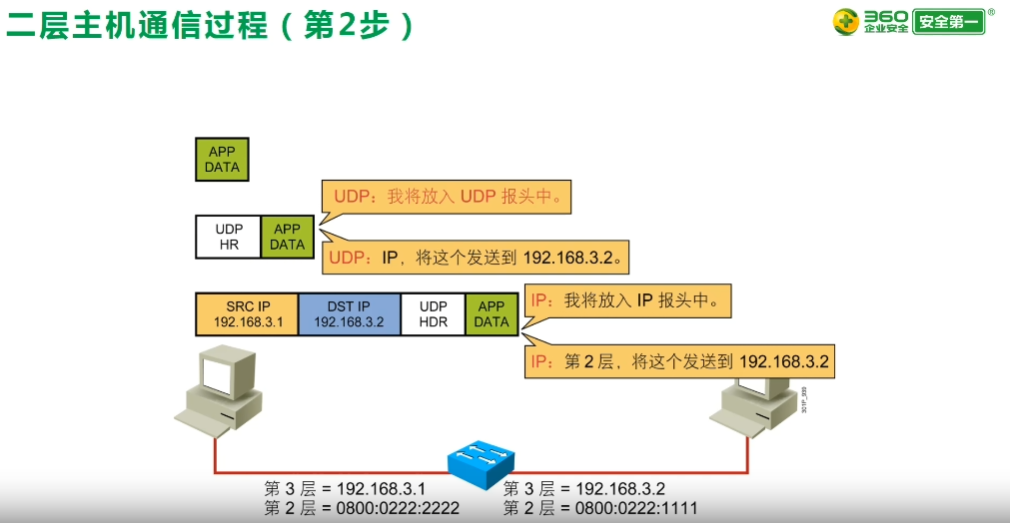 二层主机通信过程（第2步）
360
企业安全
安全第一
®
APP
DATA
UDP：我将放入 UDP 报头中。
UDP
HR
APP
DATA
UDP：IP，将这个发送到 192.168.3.2。
SRC IP
192.168.3.1
DST IP
192.168.3.2
UDP
HDR
APP
DATA
IP：我将放入 IP 报头中。
IP：第 2 层，将这个发送到 192.168.3.2
第 3 层 = 192.168.3.1
第 2 层 = 0800:0222:2222
第 3 层 = 192.168.3.2
第 2 层 = 0800:0222:1111